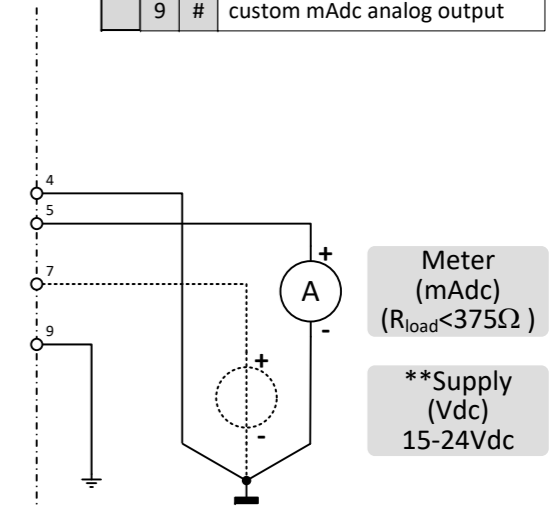 9 # custom mAdc analog output
4
5
7
9
+
A
-
+
-
Meter
(mAdc)
(Rload<375Ω )
**Supply
(Vdc)
15-24Vdc